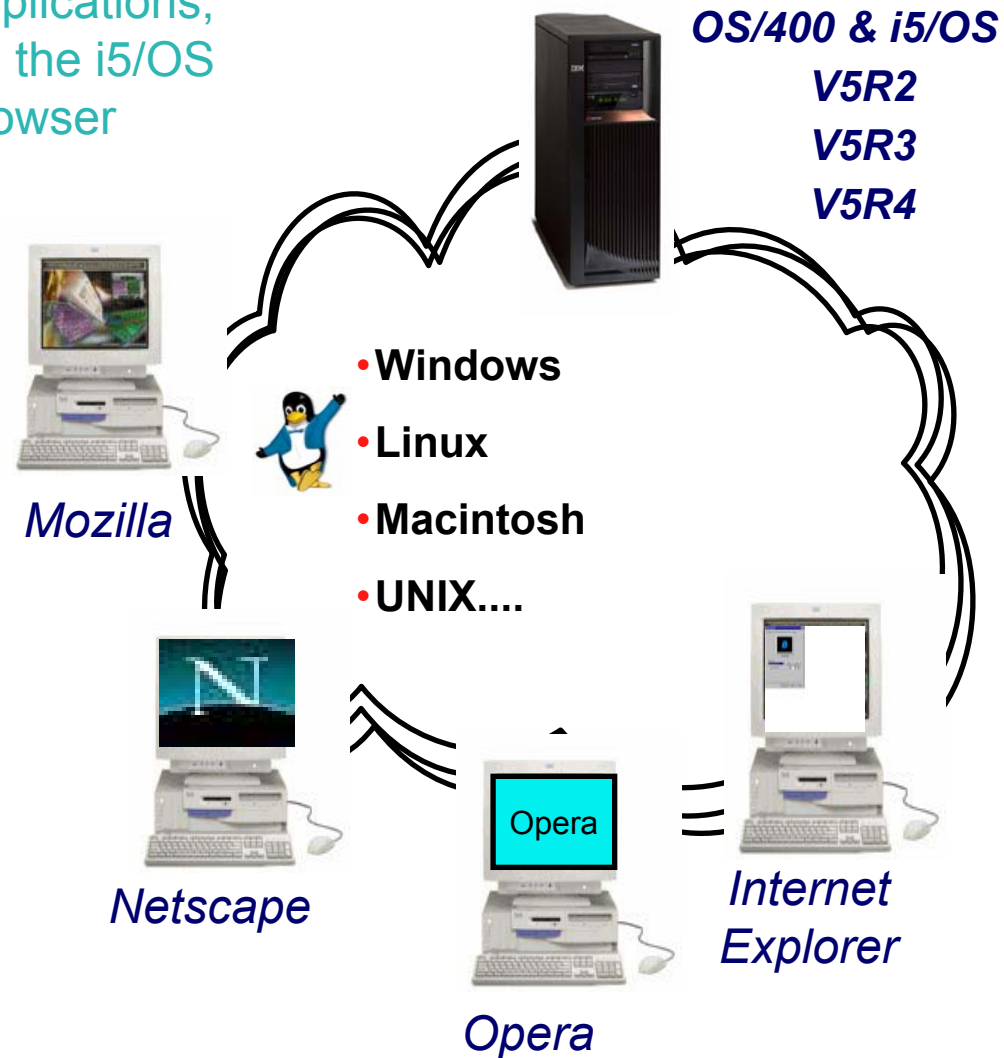 plications,
the i5/OS
owser
OS/400 & i5/OS
V5R2
V5R3
V5R4
•Windows
•Linux
•Macintosh
•UNIX....
Mozilla
N
Netscape
Opera
Opera
Internet
Explorer